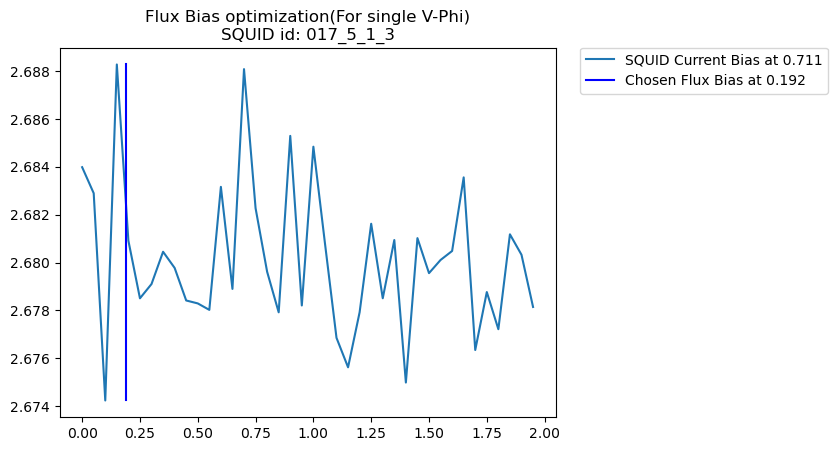 Flux Bias optimization(For single V-Phi)
SQUID id: 017_5_1_3
SQUID Current Bias at 0.711
Chosen Flux Bias at 0.192
2.688
2.686
2.684
2.682
2.680
2.678
2.676
2.674
0.00 0.25 0.50 0.75 1.00 1.25 1.50 1.75 2.00